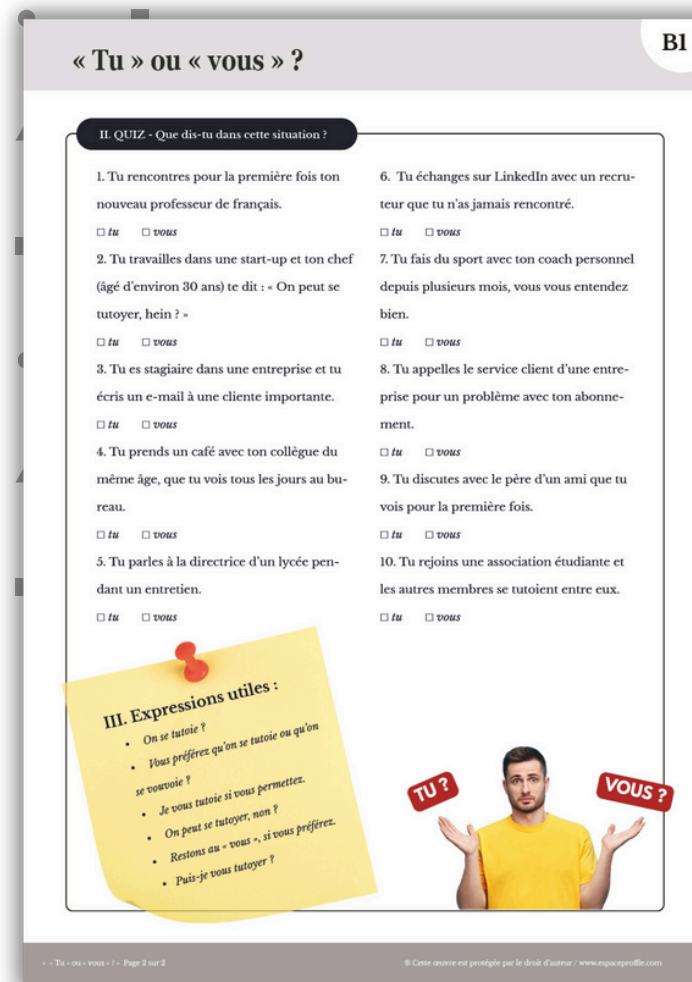 B1
« Tu » ou « vous » ?
II. QUIZ - Que dis-tu dans cette situation ?
1. Tu rencontres pour la première fois ton
nouveau professeur de français.
□ tu □ vous
2. Tu travailles dans une start-up et ton chef
(âgé d'environ 30 ans) te dit : « On peut se
tutoyer, hein ? »
□ tu □ vous
3. Tu es stagiaire dans une entreprise et tu
écris un e-mail à une cliente importante.
□ tu □ vous
4. Tu prends un café avec ton collègue du
même âge, que tu vois tous les jours au bu-
reau.
□ tu □ vous
5. Tu parles à la directrice d'un lycée pen-
dant un entretien.
□ tu □ vous
6. Tu échanges sur LinkedIn avec un recru-
teur que tu n'as jamais rencontré.
□ tu □ vous
7. Tu fais du sport avec ton coach personnel
depuis plusieurs mois, vous vous entendez
bien.
□ tu □ vous
8. Tu appelles le service client d'une entre-
prise pour un problème avec ton abonne-
ment.
□ tu □ vous
9. Tu discutes avec le père d'un ami que tu
vois pour la première fois.
□ tu □ vous
10. Tu rejoins une association étudiante et
les autres membres se tutoient entre eux.
□ tu □ vous
III. Expressions utiles :
• On se tutoie ?
• Vous préférez qu'on se tutoie ou qu'on
se vouvoie ?
• Je vous tutoie si vous permettez.
• On peut se tutoyer, non ?
• Restons au « vous », si vous préférez.
• Puis-je vous tutoyer ?
TU ?
VOUS ?
« « Tu » ou « vous » ? » Page 2 sur 2
® Cette œuvre est protégée par le droit d'auteur / www.espaceproffle.com